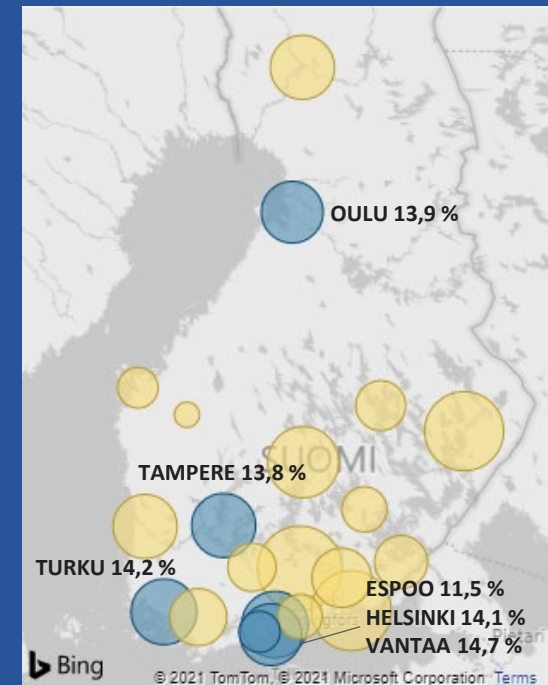 OULU 13,9 %
SUOMI
TAMPERE 13,8 %
TURKU 14,2 %
ESPOO 11,5 %
HELSINKI 14,1 %
VANTAA 14,7 %
Pietari
Bing
© 2021 TomTom, © 2021 Microsoft Corporation Terms